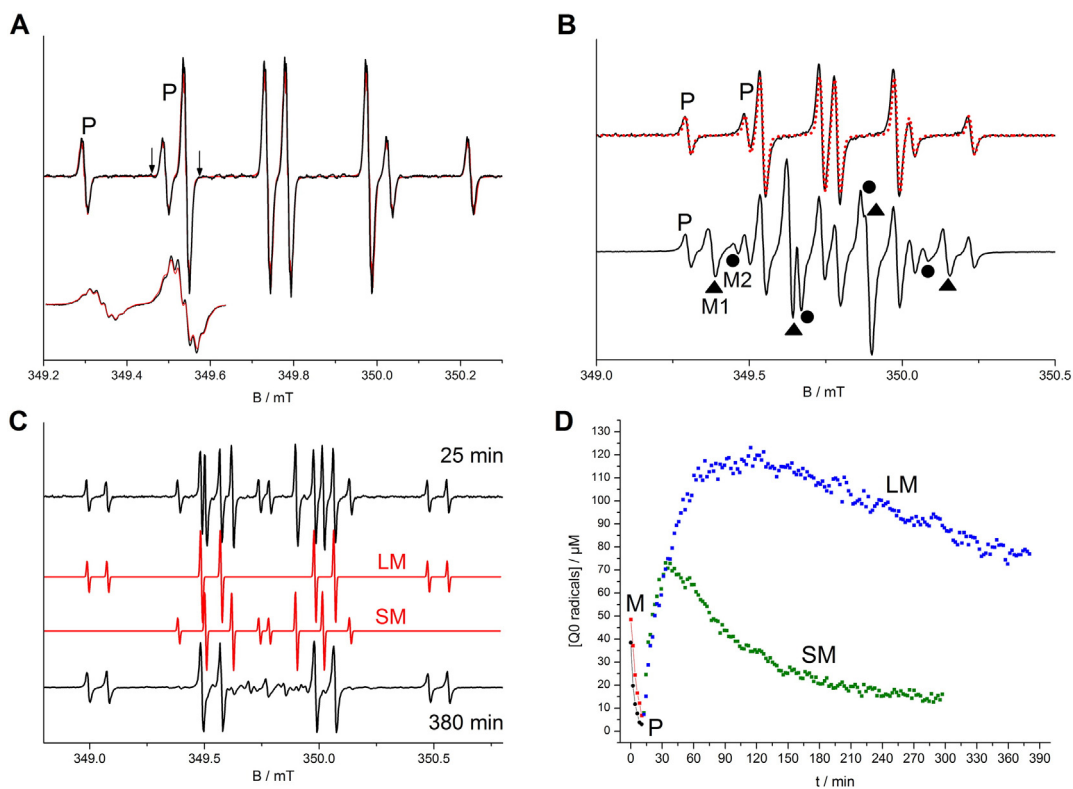 A
P
P
349.2 349.4 349.6 349.8 350.0 350.2
B / mT
B
P
P
P
M2
M1
349.0 349.5 350.0 350.5
B / mT
C
25 min
LM
SM
380 min
349.0 349.5 350.0 350.5
B / mT
D
[Q0 radicals] / µM
130
120
110
100
90
80
70
60
50
40
30
20
10
0
LM
M
SM
P
0 30 60 90 120 150 180 210 240 270 300 330 360 390
t / min